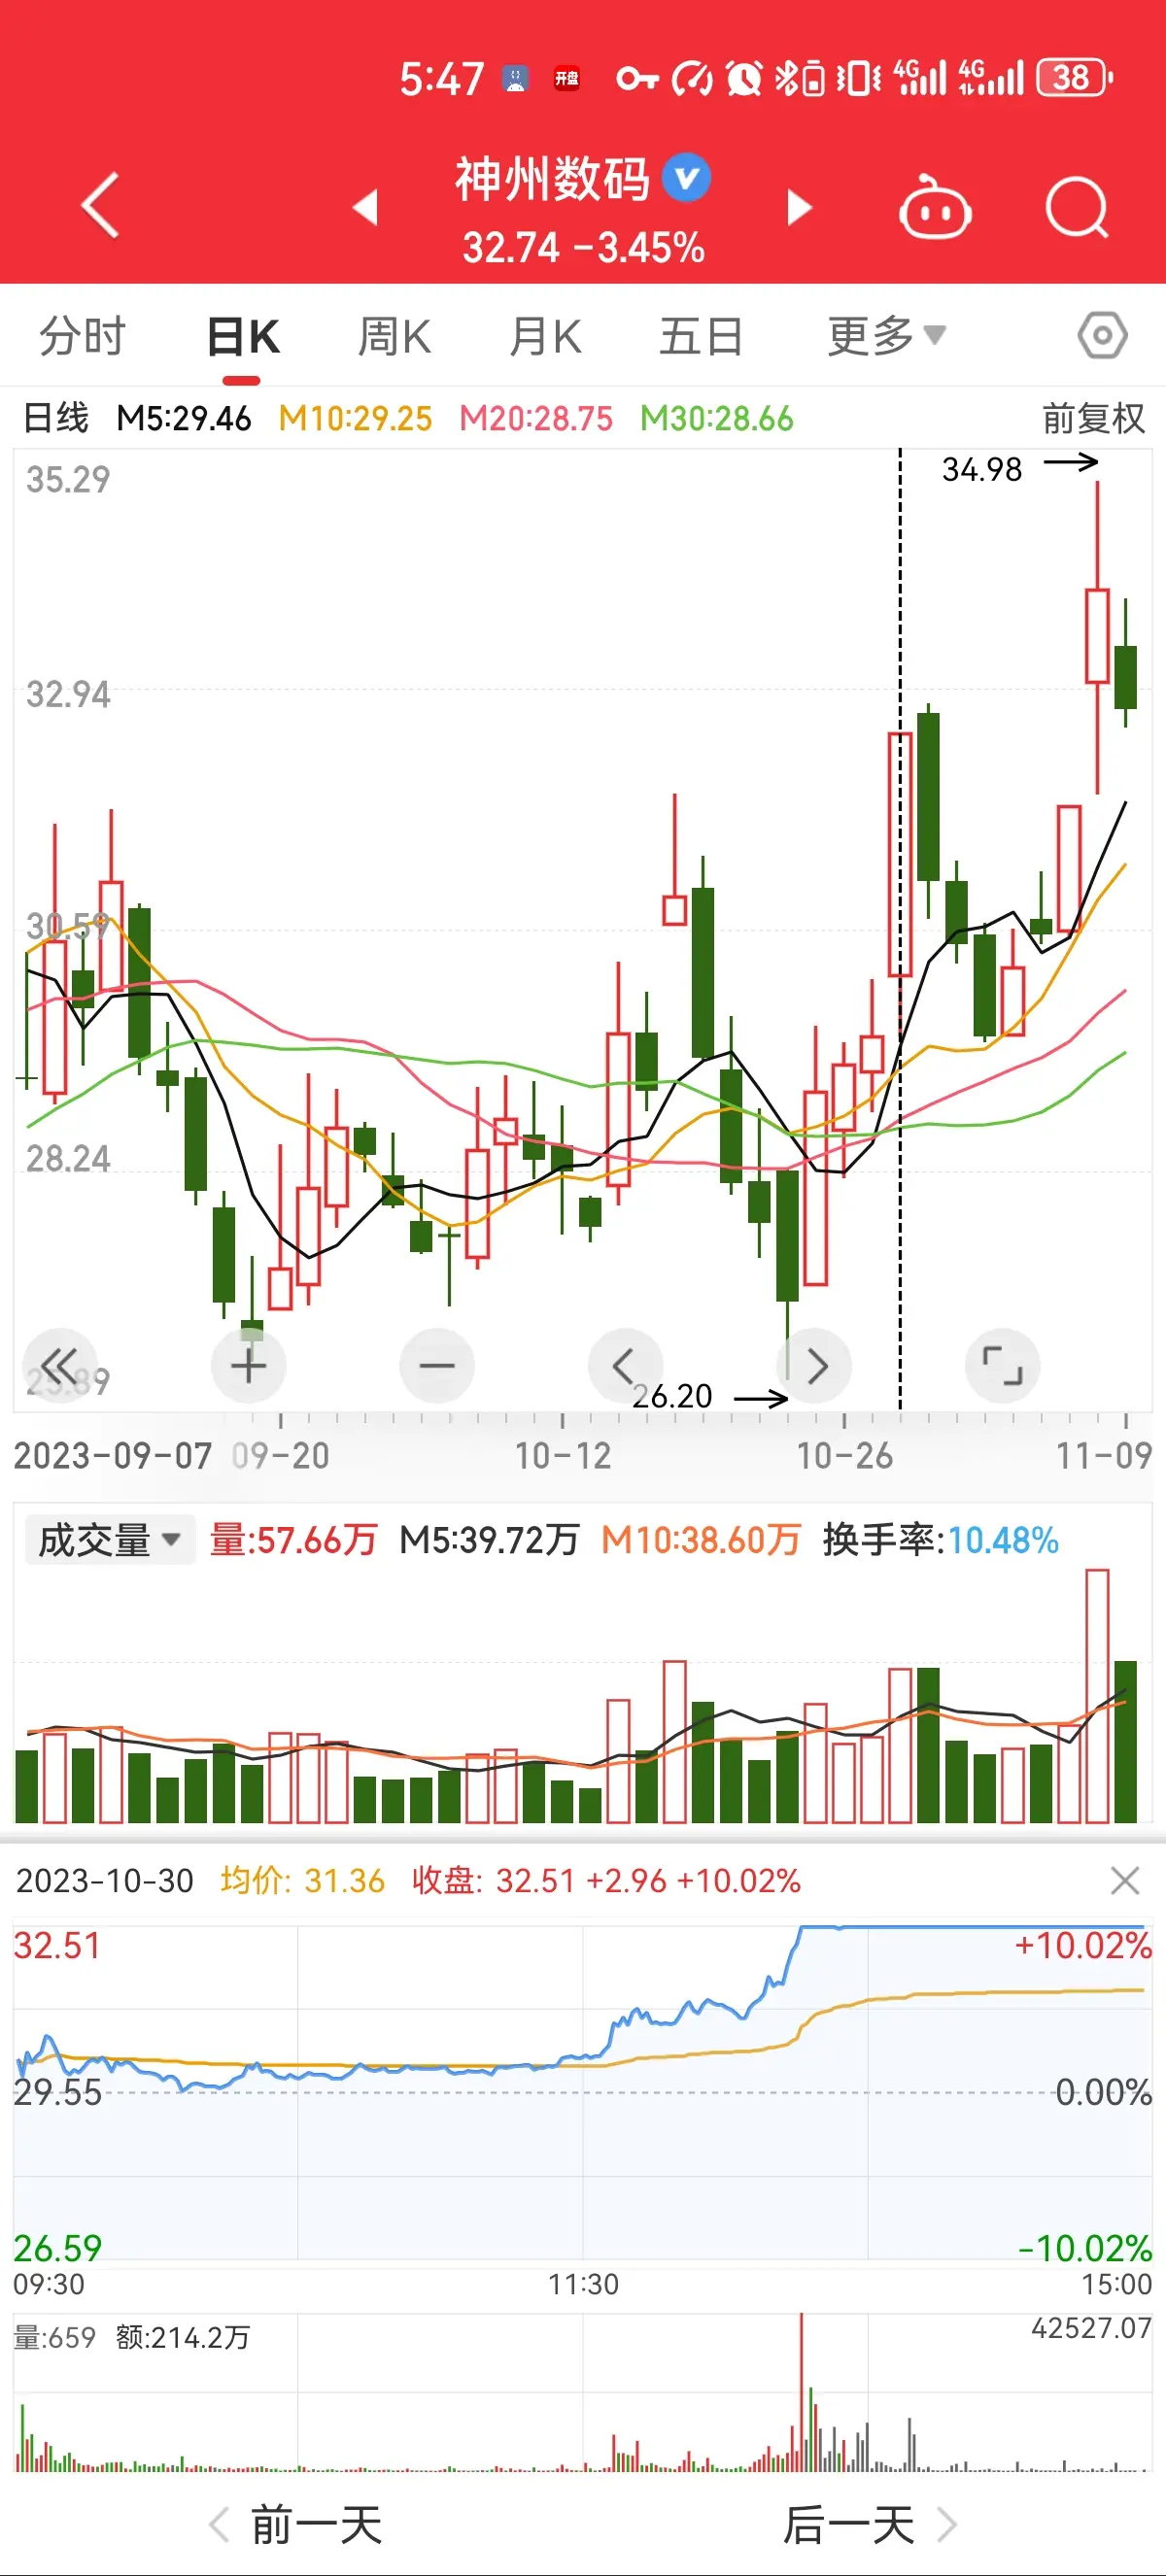 5:47 开盘 4G 4G 38
神州数码
32.74 -3.45%
分时 日K 周K 月K 五日 更多
日线 M5:29.46 M10:29.25 M20:28.75 M30:28.66 前复权
35.29
34.98
32.94
30.59
28.24
25.89
26.20
2023-09-07 09-20 10-12 10-26 11-09
成交量 量:57.66万 M5:39.72万 M10:38.60万 换手率:10.48%
2023-10-30 均价: 31.36 收盘: 32.51 +2.96 +10.02%
32.51 +10.02%
29.55 0.00%
26.59 -10.02%
09:30 11:30 15:00
量:659 额:214.2万 42527.07
前一天 后一天